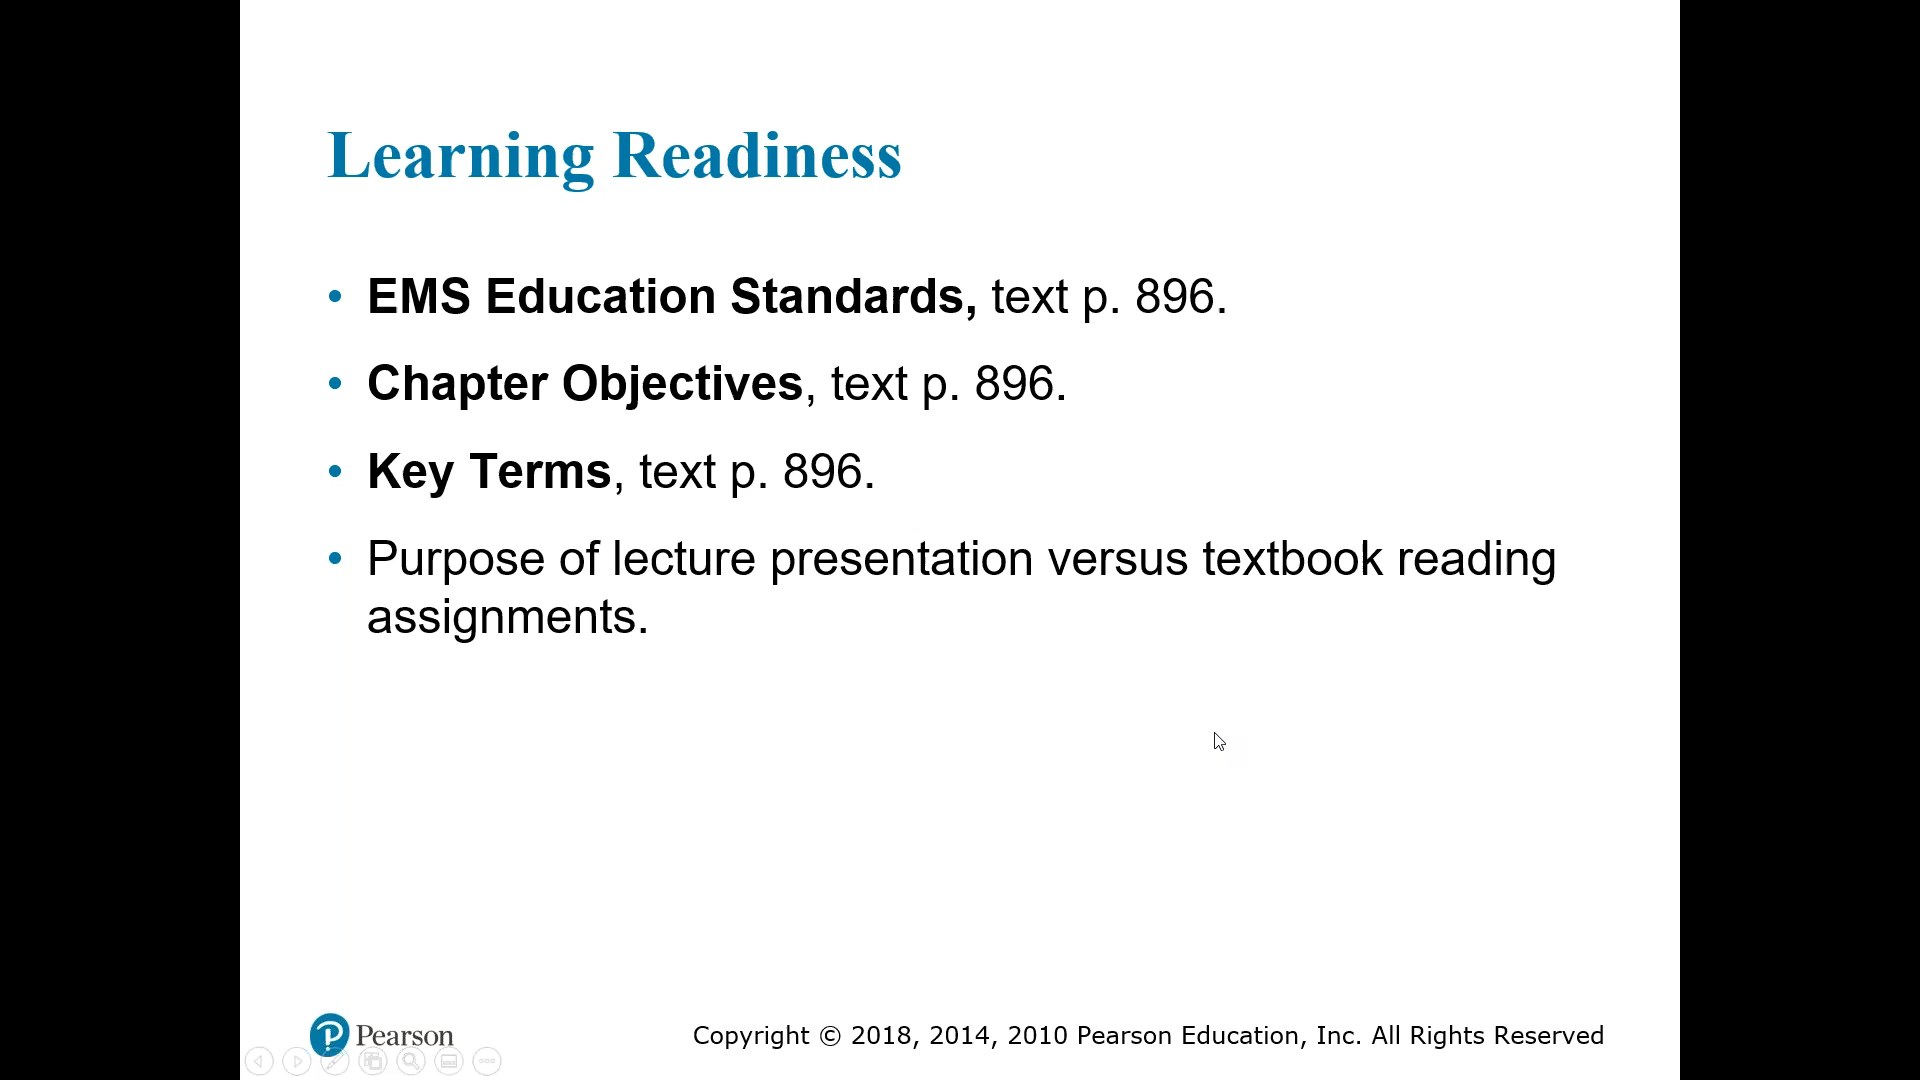 Learning Readiness
• EMS Education Standards, text p. 896.
• Chapter Objectives, text p. 896.
• Key Terms, text p. 896.
• Purpose of lecture presentation versus textbook reading
assignments.
Pearson
Copyright © 2018, 2014, 2010 Pearson Education, Inc. All Rights Reserved